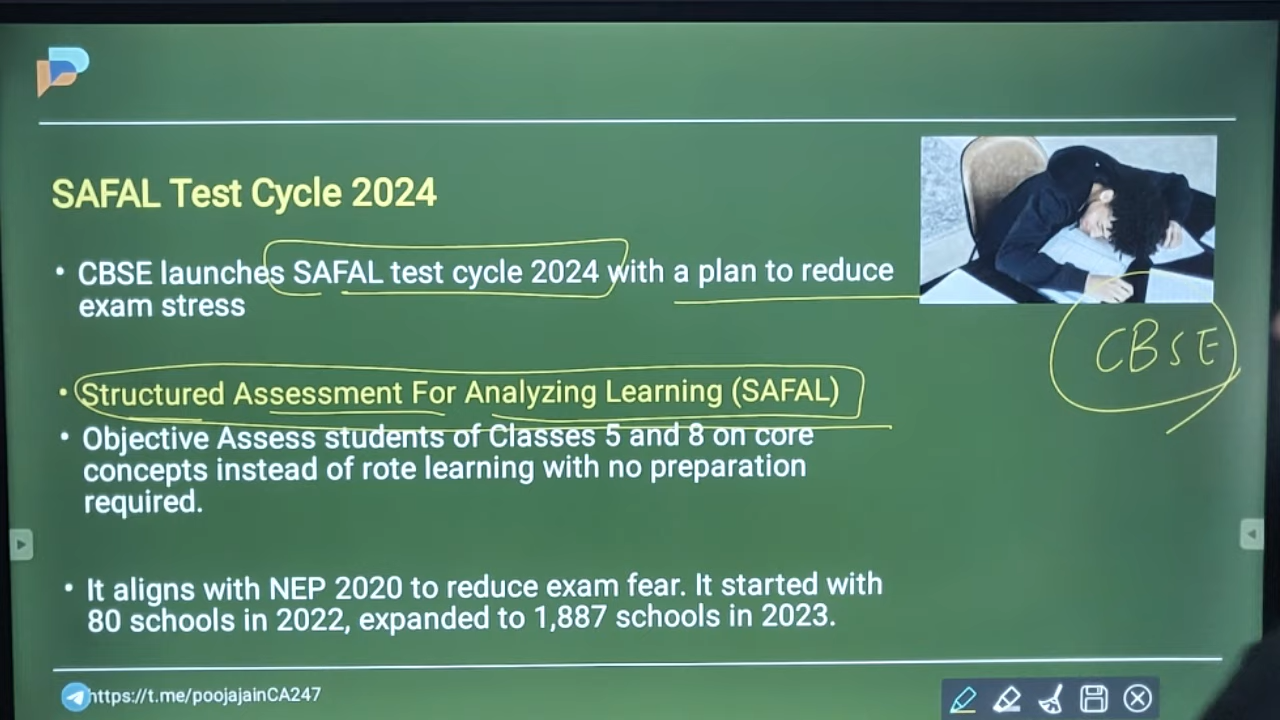 SAFAL Test Cycle 2024
• CBSE launches SAFAL test cycle 2024 with a plan to reduce
exam stress
CBSE
• Structured Assessment For Analyzing Learning (SAFAL)
• Objective Assess students of Classes 5 and 8 on core
concepts instead of rote learning with no preparation
required.
• It aligns with NEP 2020 to reduce exam fear. It started with
80 schools in 2022, expanded to 1,887 schools in 2023.
https://t.me/poojajainCA247